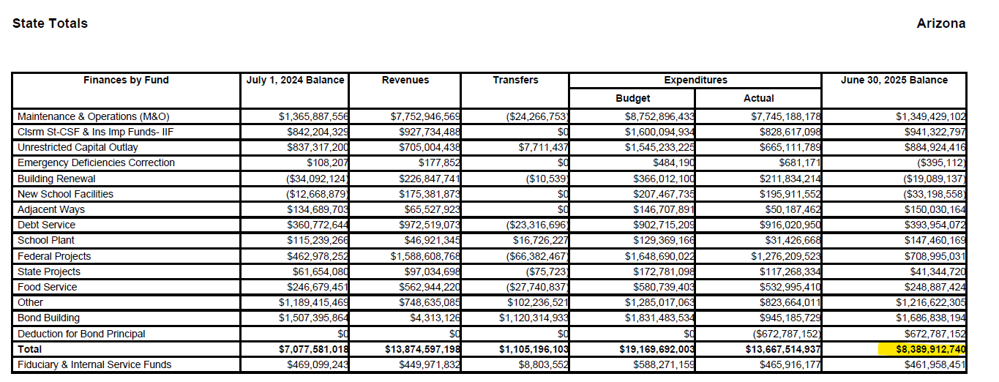 State Totals Arizona
Finances by Fund July 1, 2024 Balance Revenues Transfers Expenditures June 30, 2025 Balance
Budget Actual
Maintenance & Operations (M&O) $1,365,887,556 $7,752,946,569 ($24,266,753) $8,752,896,433 $7,745,188,178 $1,349,429,102
Clsrm St-CSF & Ins Imp Funds- IIF $842,204,329 $927,734,488 $0 $1,600,094,934 $828,617,098 $941,322,797
Unrestricted Capital Outlay $837,317,200 $705,004,438 $7,711,437 $1,545,233,225 $665,111,789 $884,924,416
Emergency Deficiencies Correction $108,207 $177,852 $0 $484,190 $681,171 ($395,112)
Building Renewal ($34,092,124) $226,847,741 ($10,539) $366,012,100 $211,834,214 ($19,089,137)
New School Facilities ($12,668,879) $175,381,873 $0 $207,467,735 $195,911,552 ($33,198,558)
Adjacent Ways $134,689,703 $65,527,923 $0 $146,707,891 $50,187,462 $150,030,164
Debt Service $360,772,644 $972,519,073 ($23,316,696) $902,715,209 $916,020,950 $393,954,072
School Plant $115,239,266 $46,921,345 $16,726,227 $129,369,166 $31,426,668 $147,460,169
Federal Projects $462,978,252 $1,588,608,768 ($66,382,467) $1,648,690,022 $1,276,209,523 $708,995,031
State Projects $61,654,080 $97,034,698 ($75,723) $172,781,098 $117,268,334 $41,344,720
Food Service $246,679,451 $562,944,220 ($27,740,837) $580,739,403 $532,995,410 $248,887,424
Other $1,189,415,469 $748,635,085 $102,236,521 $1,285,017,063 $823,664,011 $1,216,622,305
Bond Building $1,507,395,864 $4,313,126 $1,120,314,933 $1,831,483,534 $945,185,729 $1,686,838,194
Deduction for Bond Principal $0 $0 $0 $0 ($672,787,152) $672,787,152
Total $7,077,581,018 $13,874,597,198 $1,105,196,103 $19,169,692,003 $13,667,514,937 $8,389,912,740
Fiduciary & Internal Service Funds $469,099,243 $449,971,832 $8,803,552 $588,271,159 $465,916,177 $461,958,451